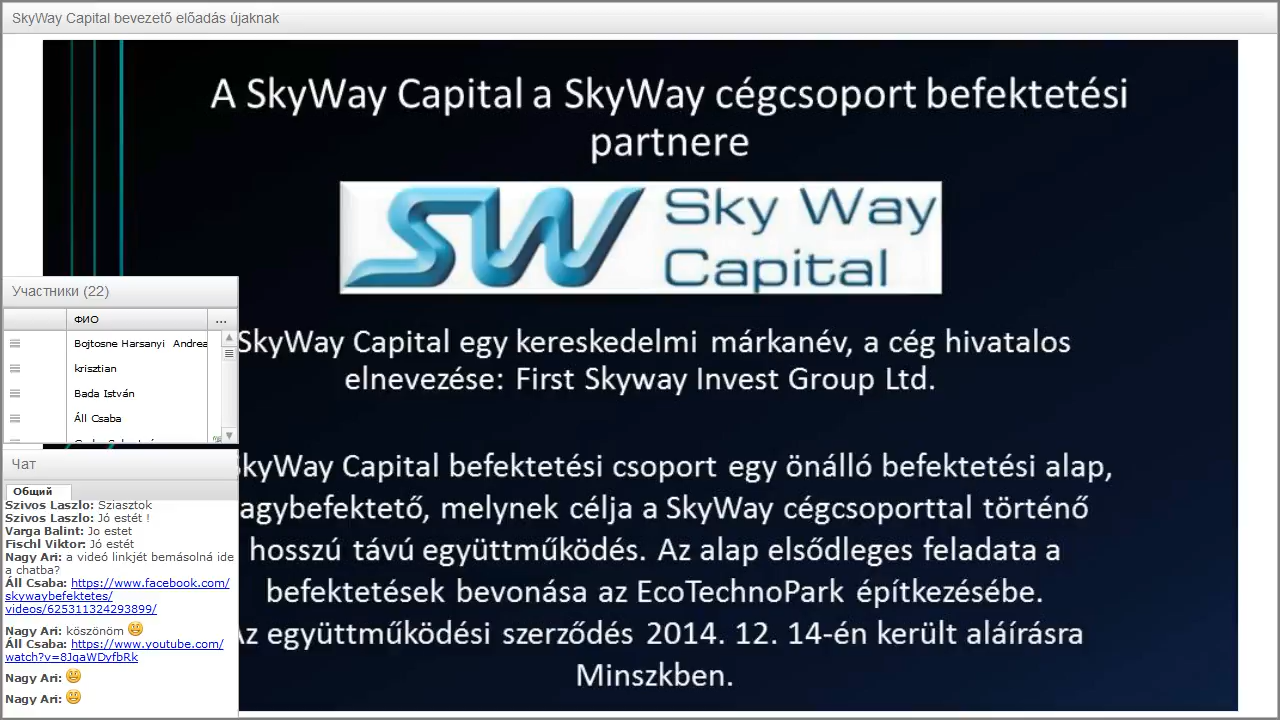 SkyWay Capital bevezető előadás újaknak
A SkyWay Capital a SkyWay cégcsoport befektetési
partnere
SW Sky Way
Capital
SkyWay Capital egy kereskedelmi márkanév, a cég hivatalos
elnevezése: First Skyway Invest Group Ltd.
SkyWay Capital befektetési csoport egy önálló befektetési alap,
agybefektető, melynek célja a SkyWay cégcsoporttal történő
hosszú távú együttműködés. Az alap elsődleges feladata a
befektetések bevonása az EcoTechnoPark építkezésébe.
Az együttműködési szerződés 2014. 12. 14-én került aláírásra
Minszkben.
Участники (22)
ФИО ...
Bojtosne Harsanyi Andrea
krisztian
Bada István
Áll Csaba
Чат
Общий
Szivos Laszlo: Sziasztok
Szivos Laszlo: Jó estét !
Varga Balint: Jo estet
Fischl Viktor: Jó estét
Nagy Ari: a videó linkjét bemásolná ide
a chatba?
Áll Csaba: https://www.facebook.com/
skywaybefektetes/
videos/625311324293899/
Nagy Ari: köszönöm
Áll Csaba: https://www.youtube.com/
watch?v=8JqaWDyfbRk
Nagy Ari:
Nagy Ari: